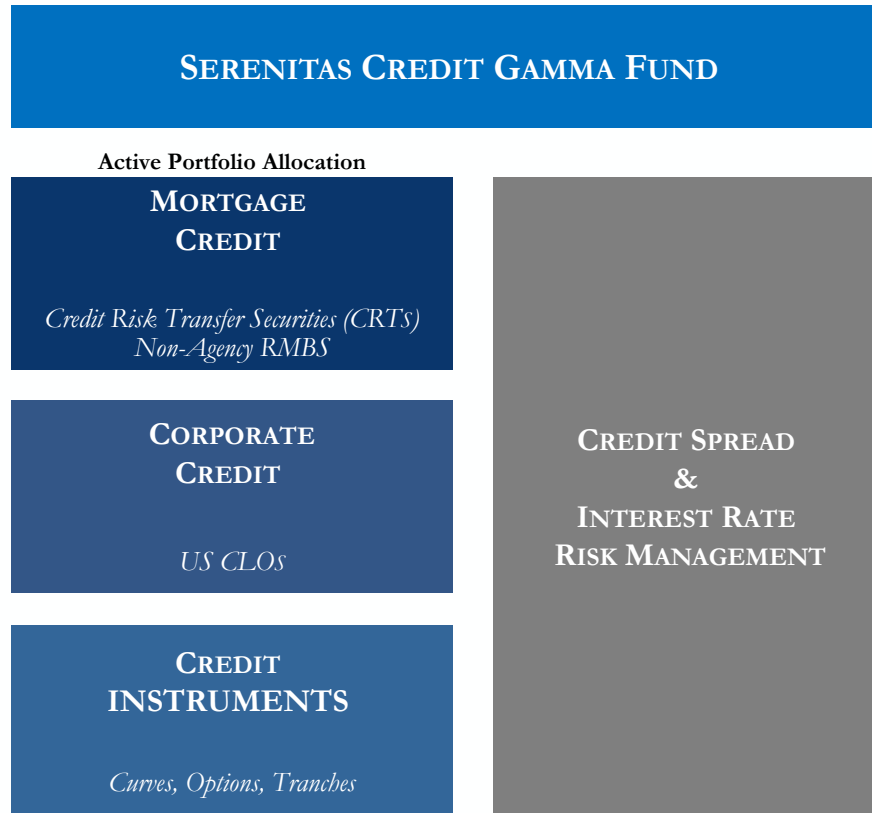 SERENITAS CREDIT GAMMA FUND
Active Portfolio Allocation
MORTGAGE
CREDIT
Credit Risk Transfer Securities (CRTs)
Non-Agency RMBS
CORPORATE
CREDIT
US CLOs
CREDIT
INSTRUMENTS
Curves, Options, Tranches
CREDIT SPREAD
&
INTEREST RATE
RISK MANAGEMENT